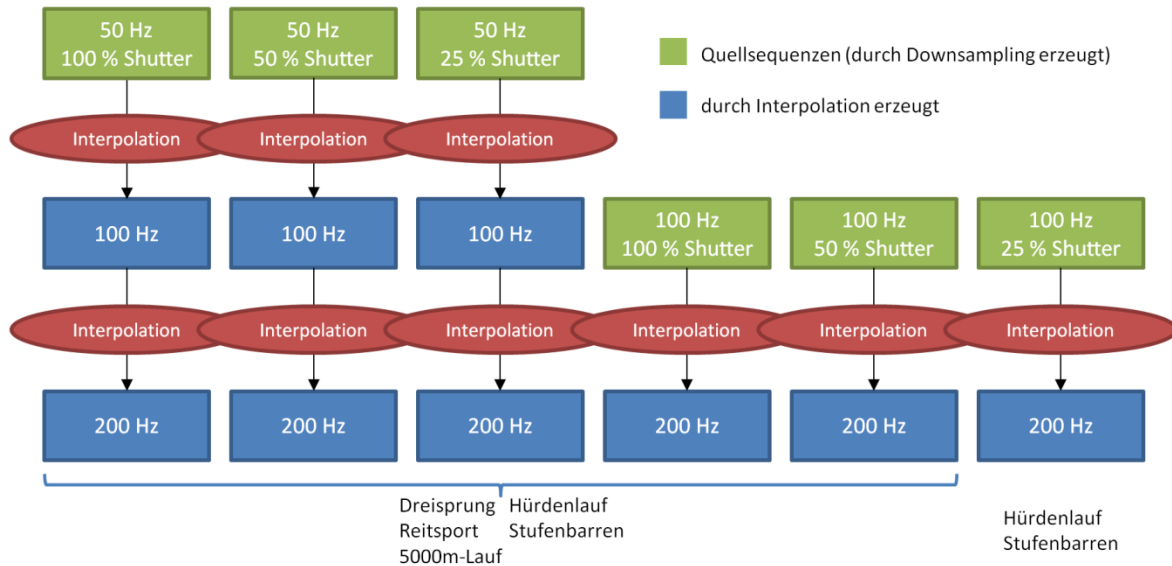 50 Hz
100 % Shutter
50 Hz
50 % Shutter
50 Hz
25 % Shutter
Quellsequenzen (durch Downsampling erzeugt)
durch Interpolation erzeugt
Interpolation
Interpolation
Interpolation
100 Hz
100 Hz
100 Hz
100 Hz
100 % Shutter
100 Hz
50 % Shutter
100 Hz
25 % Shutter
Interpolation
Interpolation
Interpolation
Interpolation
Interpolation
Interpolation
200 Hz
200 Hz
200 Hz
200 Hz
200 Hz
200 Hz
Dreisprung
Reitsport
5000m-Lauf
Hürdenlauf
Stufenbarren
Hürdenlauf
Stufenbarren